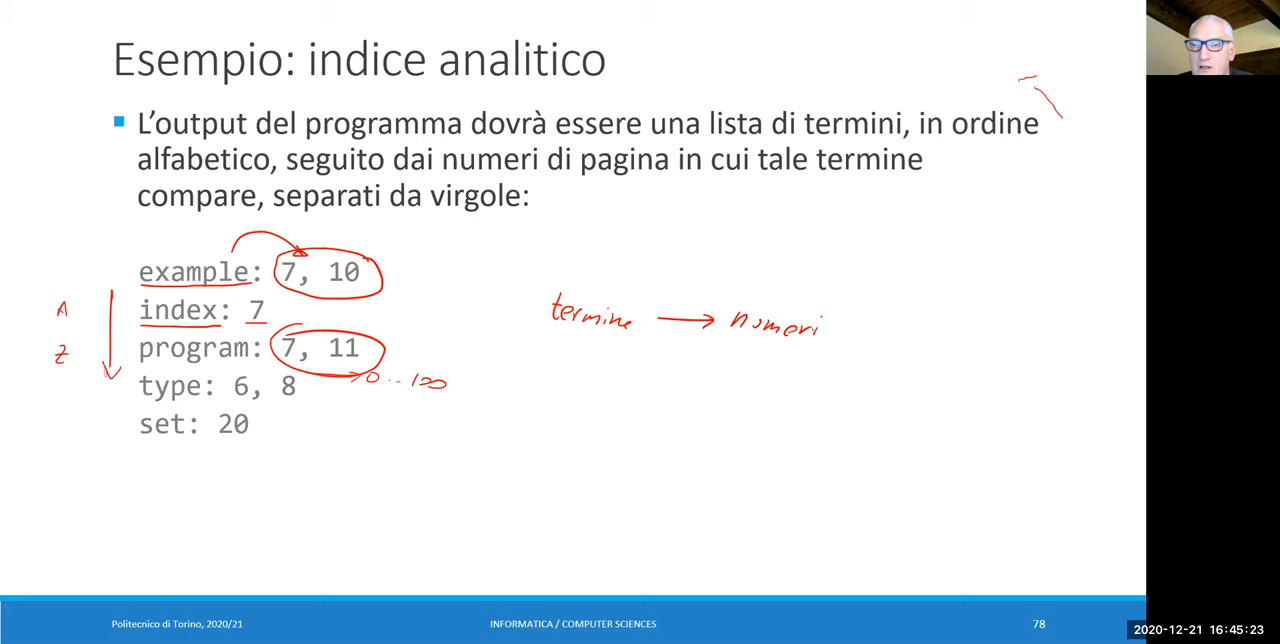 Esempio: indice analitico
L'output del programma dovrà essere una lista di termini, in ordine
alfabetico, seguito dai numeri di pagina in cui tale termine
compare, separati da virgole:
example: 7, 10
A index: 7
termine → numeri
Z program: 7, 11
type: 6, 8
set: 20
Politecnico di Torino, 2020/21 INFORMATICA / COMPUTER SCIENCES 78
2020-12-21 16:45:23